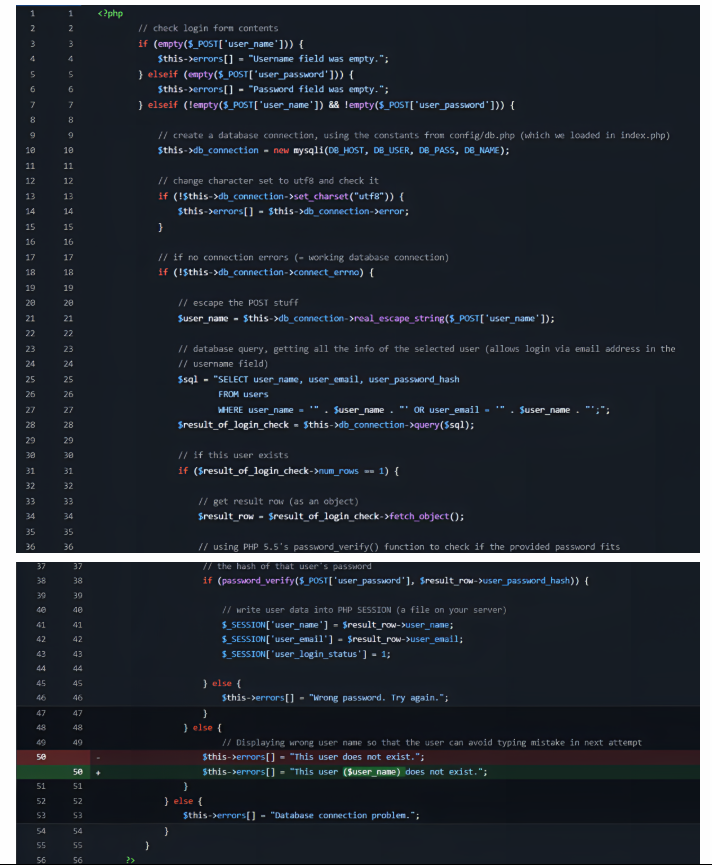 1 1 <?php
2 2 // check login form contents
3 3 if (empty($_POST['user_name'])) {
4 4 $this->errors[] = "Username field was empty.";
5 5 } elseif (empty($_POST['user_password'])) {
6 6 $this->errors[] = "Password field was empty.";
7 7 } elseif (!empty($_POST['user_name']) && !empty($_POST['user_password'])) {
8 8
9 9 // create a database connection, using the constants from config/db.php (which we loaded in index.php)
10 10 $this->db_connection = new mysqli(DB_HOST, DB_USER, DB_PASS, DB_NAME);
11 11
12 12 // change character set to utf8 and check it
13 13 if (!$this->db_connection->set_charset("utf8")) {
14 14 $this->errors[] = $this->db_connection->error;
15 15 }
16 16
17 17 // if no connection errors (= working database connection)
18 18 if (!$this->db_connection->connect_errno) {
19 19
20 20 // escape the POST stuff
21 21 $user_name = $this->db_connection->real_escape_string($_POST['user_name']);
22 22
23 23 // database query, getting all the info of the selected user (allows login via email address in the
24 24 // username field)
25 25 $sql = "SELECT user_name, user_email, user_password_hash
26 26 FROM users
27 27 WHERE user_name = '" . $user_name . "' OR user_email = '" . $user_name . "';";
28 28 $result_of_login_check = $this->db_connection->query($sql);
29 29
30 30 // if this user exists
31 31 if ($result_of_login_check->num_rows == 1) {
32 32
33 33 // get result row (as an object)
34 34 $result_row = $result_of_login_check->fetch_object();
35 35
36 36 // using PHP 5.5's password_verify() function to check if the provided password fits
37 37 // the hash of that user's password
38 38 if (password_verify($_POST['user_password'], $result_row->user_password_hash)) {
39 39
40 40 // write user data into PHP SESSION (a file on your server)
41 41 $_SESSION['user_name'] = $result_row->user_name;
42 42 $_SESSION['user_email'] = $result_row->user_email;
43 43 $_SESSION['user_login_status'] = 1;
44 44
45 45 } else {
46 46 $this->errors[] = "Wrong password. Try again.";
47 47 }
48 48 } else {
49 49 // Displaying wrong user name so that the user can avoid typing mistake in next attempt
50 - $this->errors[] = "This user does not exist.";
50 + $this->errors[] = "This user ($user_name) does not exist.";
51 51 }
52 52 } else {
53 53 $this->errors[] = "Database connection problem.";
54 54 }
55 55 }
56 56 ?>